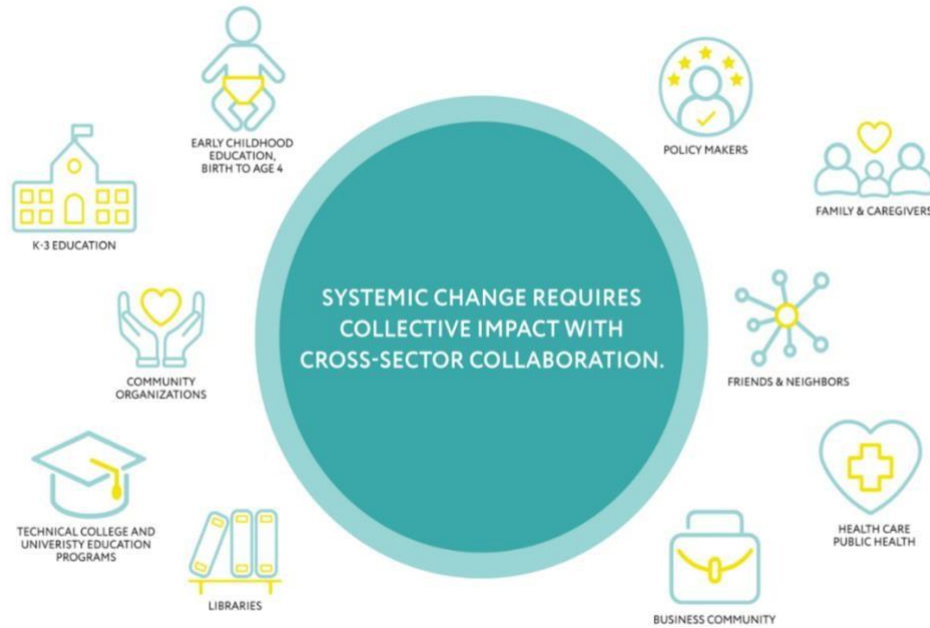 EARLY CHILDHOOD
EDUCATION,
BIRTH TO AGE 4
POLICY MAKERS
FAMILY & CAREGIVERS
K-3 EDUCATION
SYSTEMIC CHANGE REQUIRES
COLLECTIVE IMPACT WITH
CROSS-SECTOR COLLABORATION.
COMMUNITY
ORGANIZATIONS
FRIENDS & NEIGHBORS
TECHNICAL COLLEGE AND
UNIVERISTY EDUCATION
PROGRAMS
HEALTH CARE
PUBLIC HEALTH
LIBRARIES
BUSINESS COMMUNITY